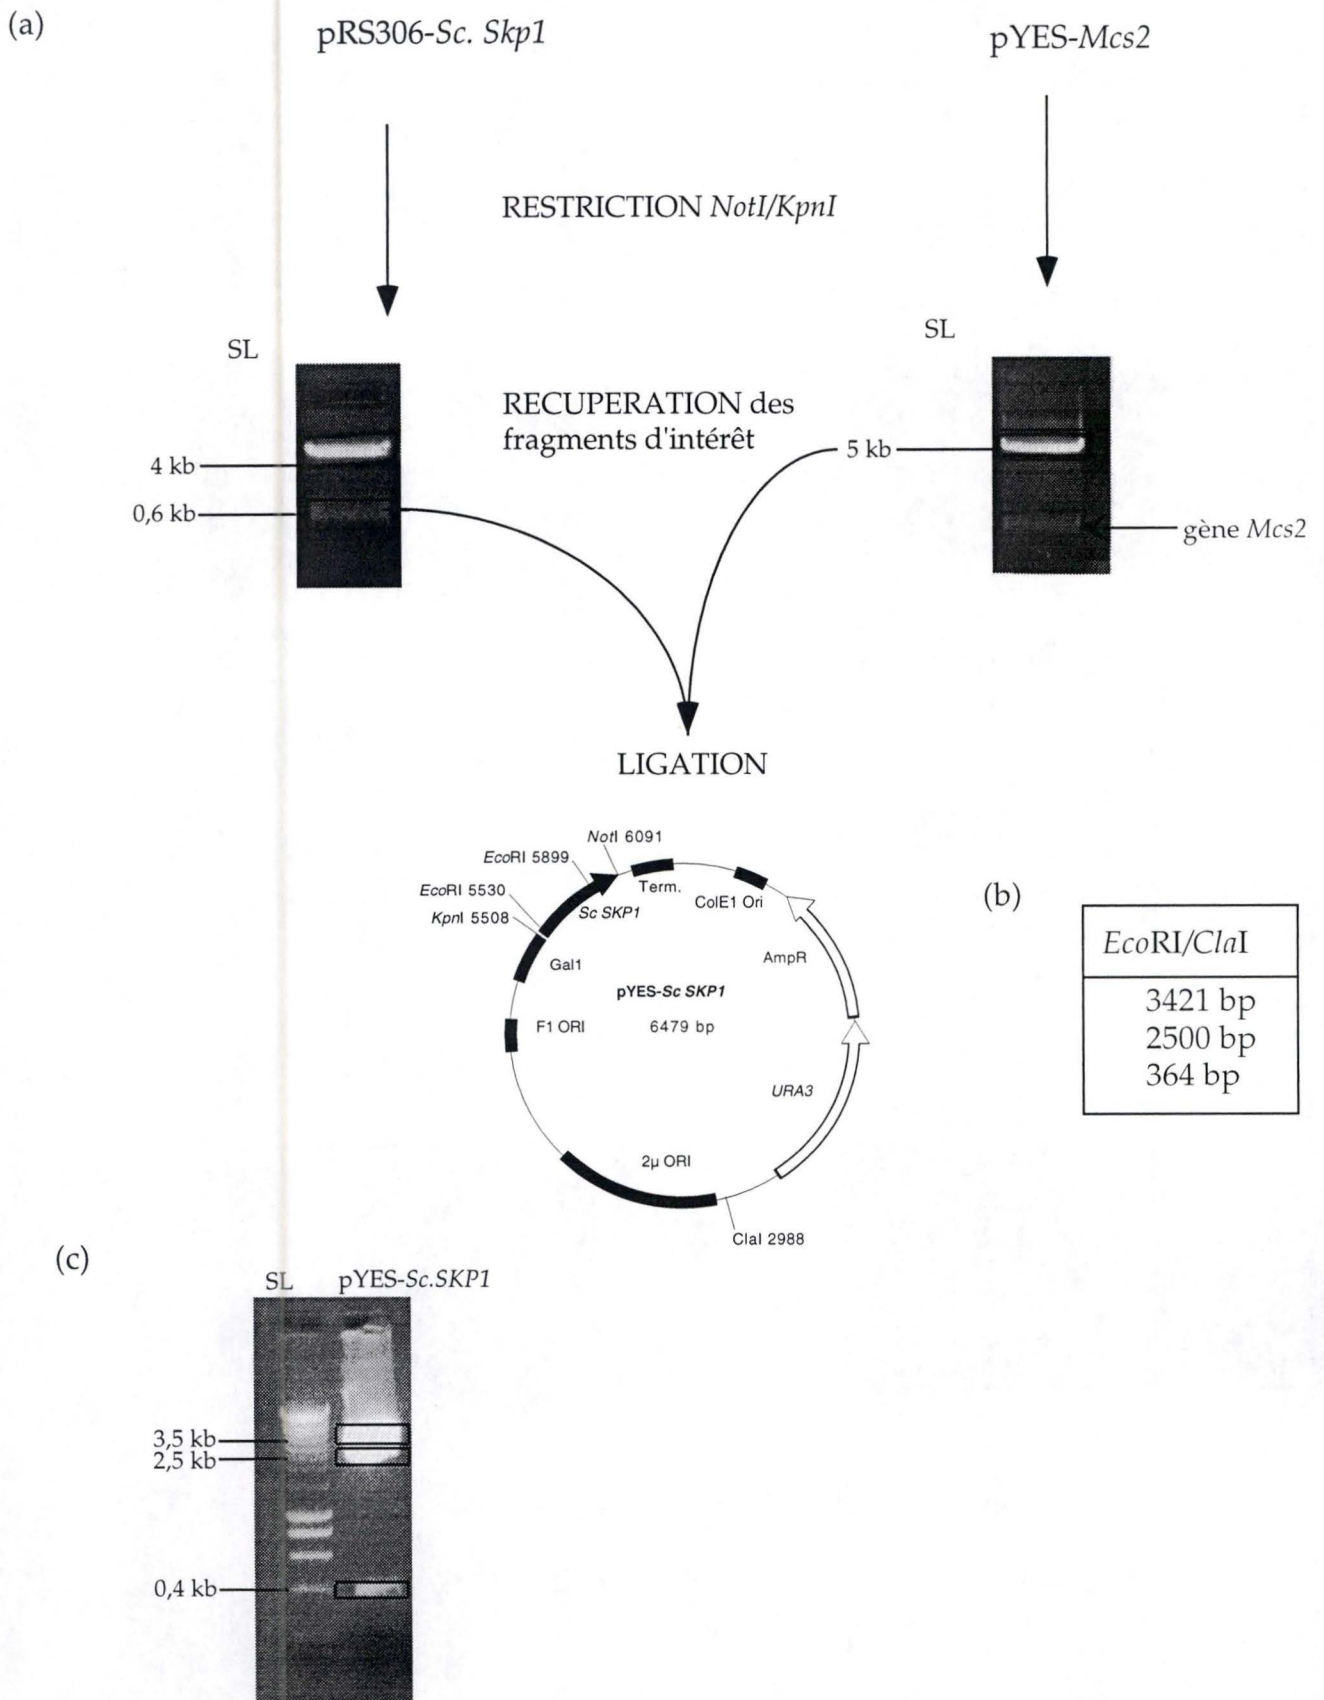 (a)
pRS306-Sc. Skp1
pYES-Mcs2
RESTRICTION NotI/KpnI
SL
SL
RECUPERATION des
fragments d'intérêt
4 kb
0,6 kb
5 kb
gène Mcs2
LIGATION
NotI 6091
EcoRI 5899
EcoRI 5530
KpnI 5508
Term.
Sc SKP1
ColE1 Ori
Gal1
AmpR
pYES-Sc SKP1
6479 bp
F1 ORI
URA3
2µ ORI
ClaI 2988
(b)
EcoRI/ClaI
3421 bp
2500 bp
364 bp
(c)
SL
pYES-Sc.SKP1
3,5 kb
2,5 kb
0,4 kb